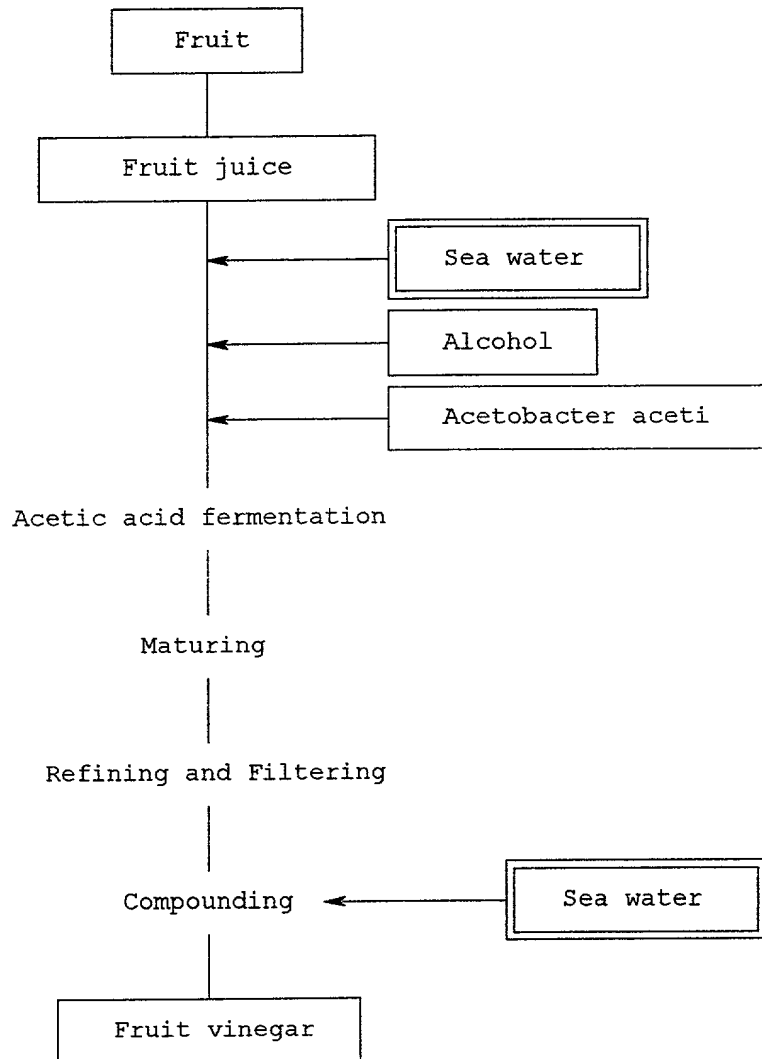 Fruit
Fruit juice
Sea water
Alcohol
Acetobacter aceti
Acetic acid fermentation
Maturing
Refining and Filtering
Compounding
Sea water
Fruit vinegar